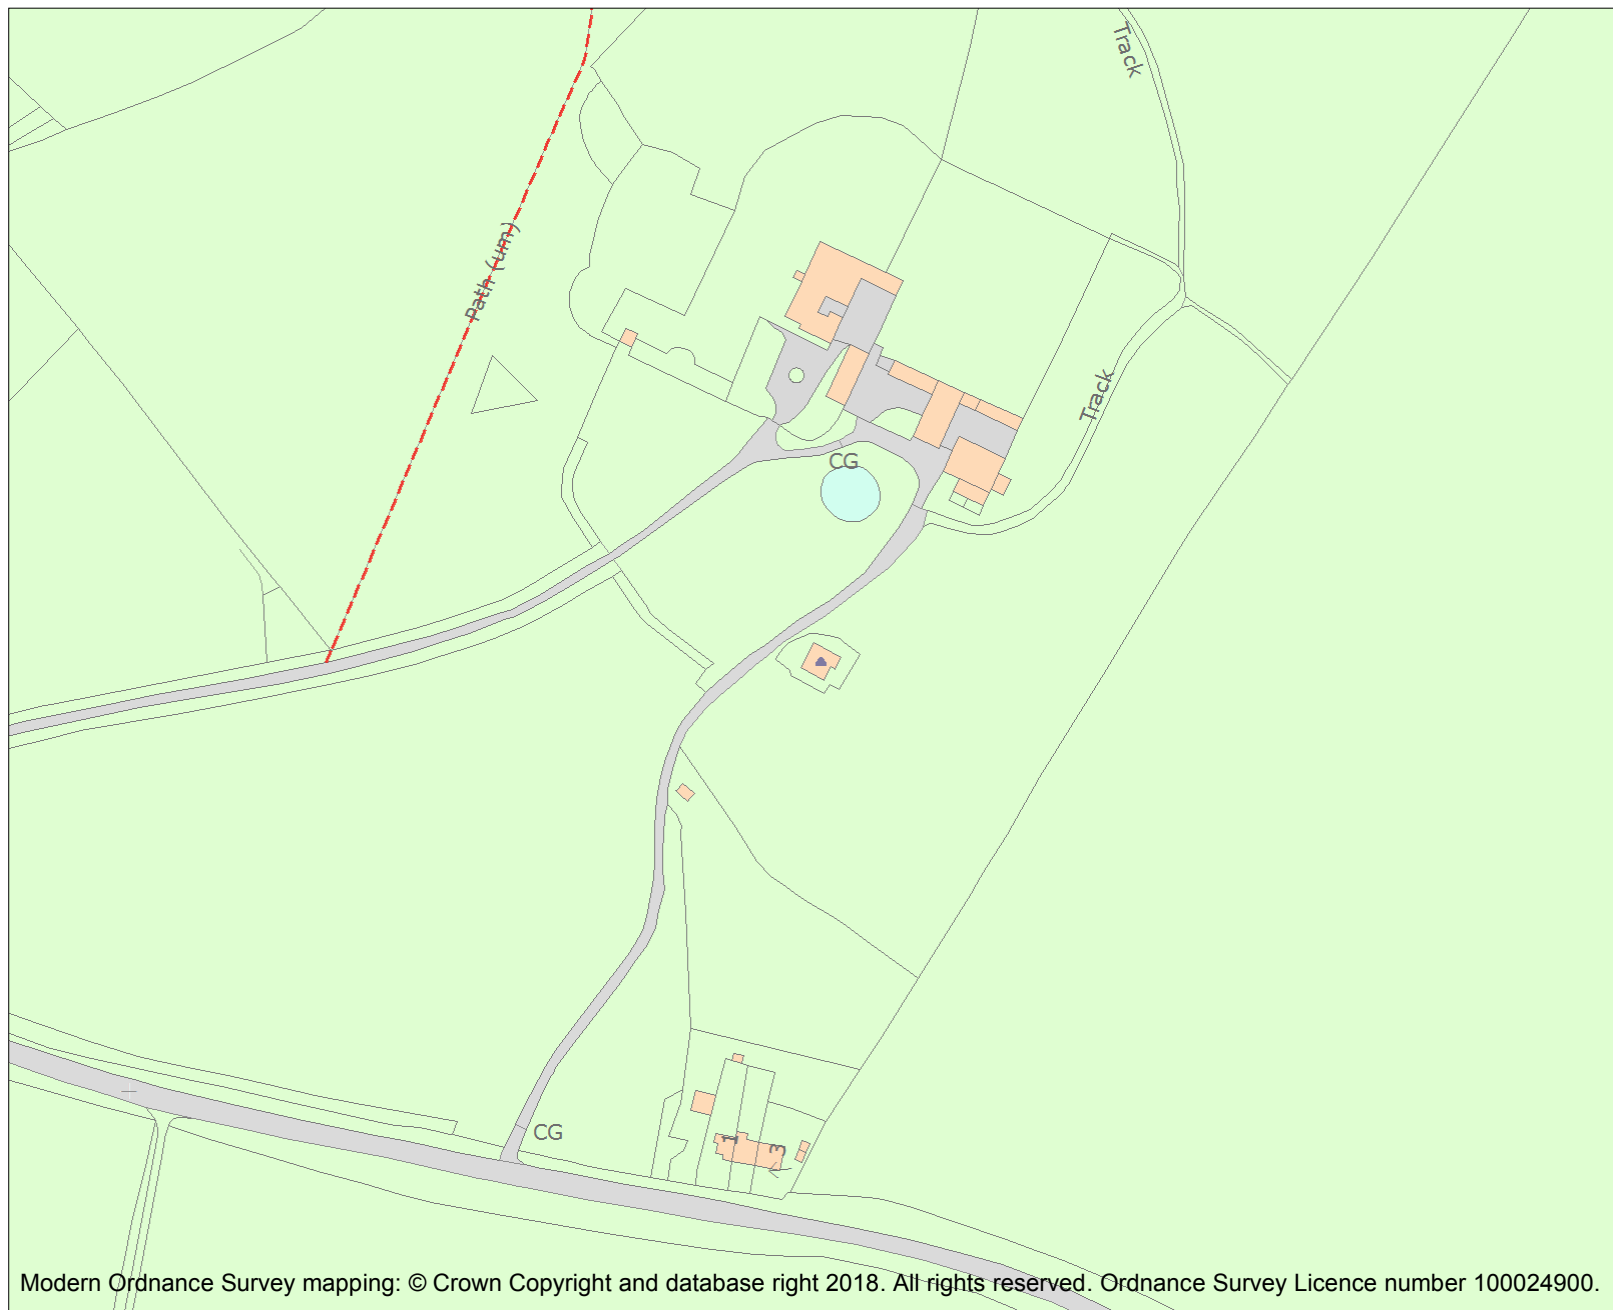 Track
Path (um)
Track
CG
CG
1
3
Modern Ordnance Survey mapping: © Crown Copyright and database right 2018. All rights reserved. Ordnance Survey Licence number 100024900.